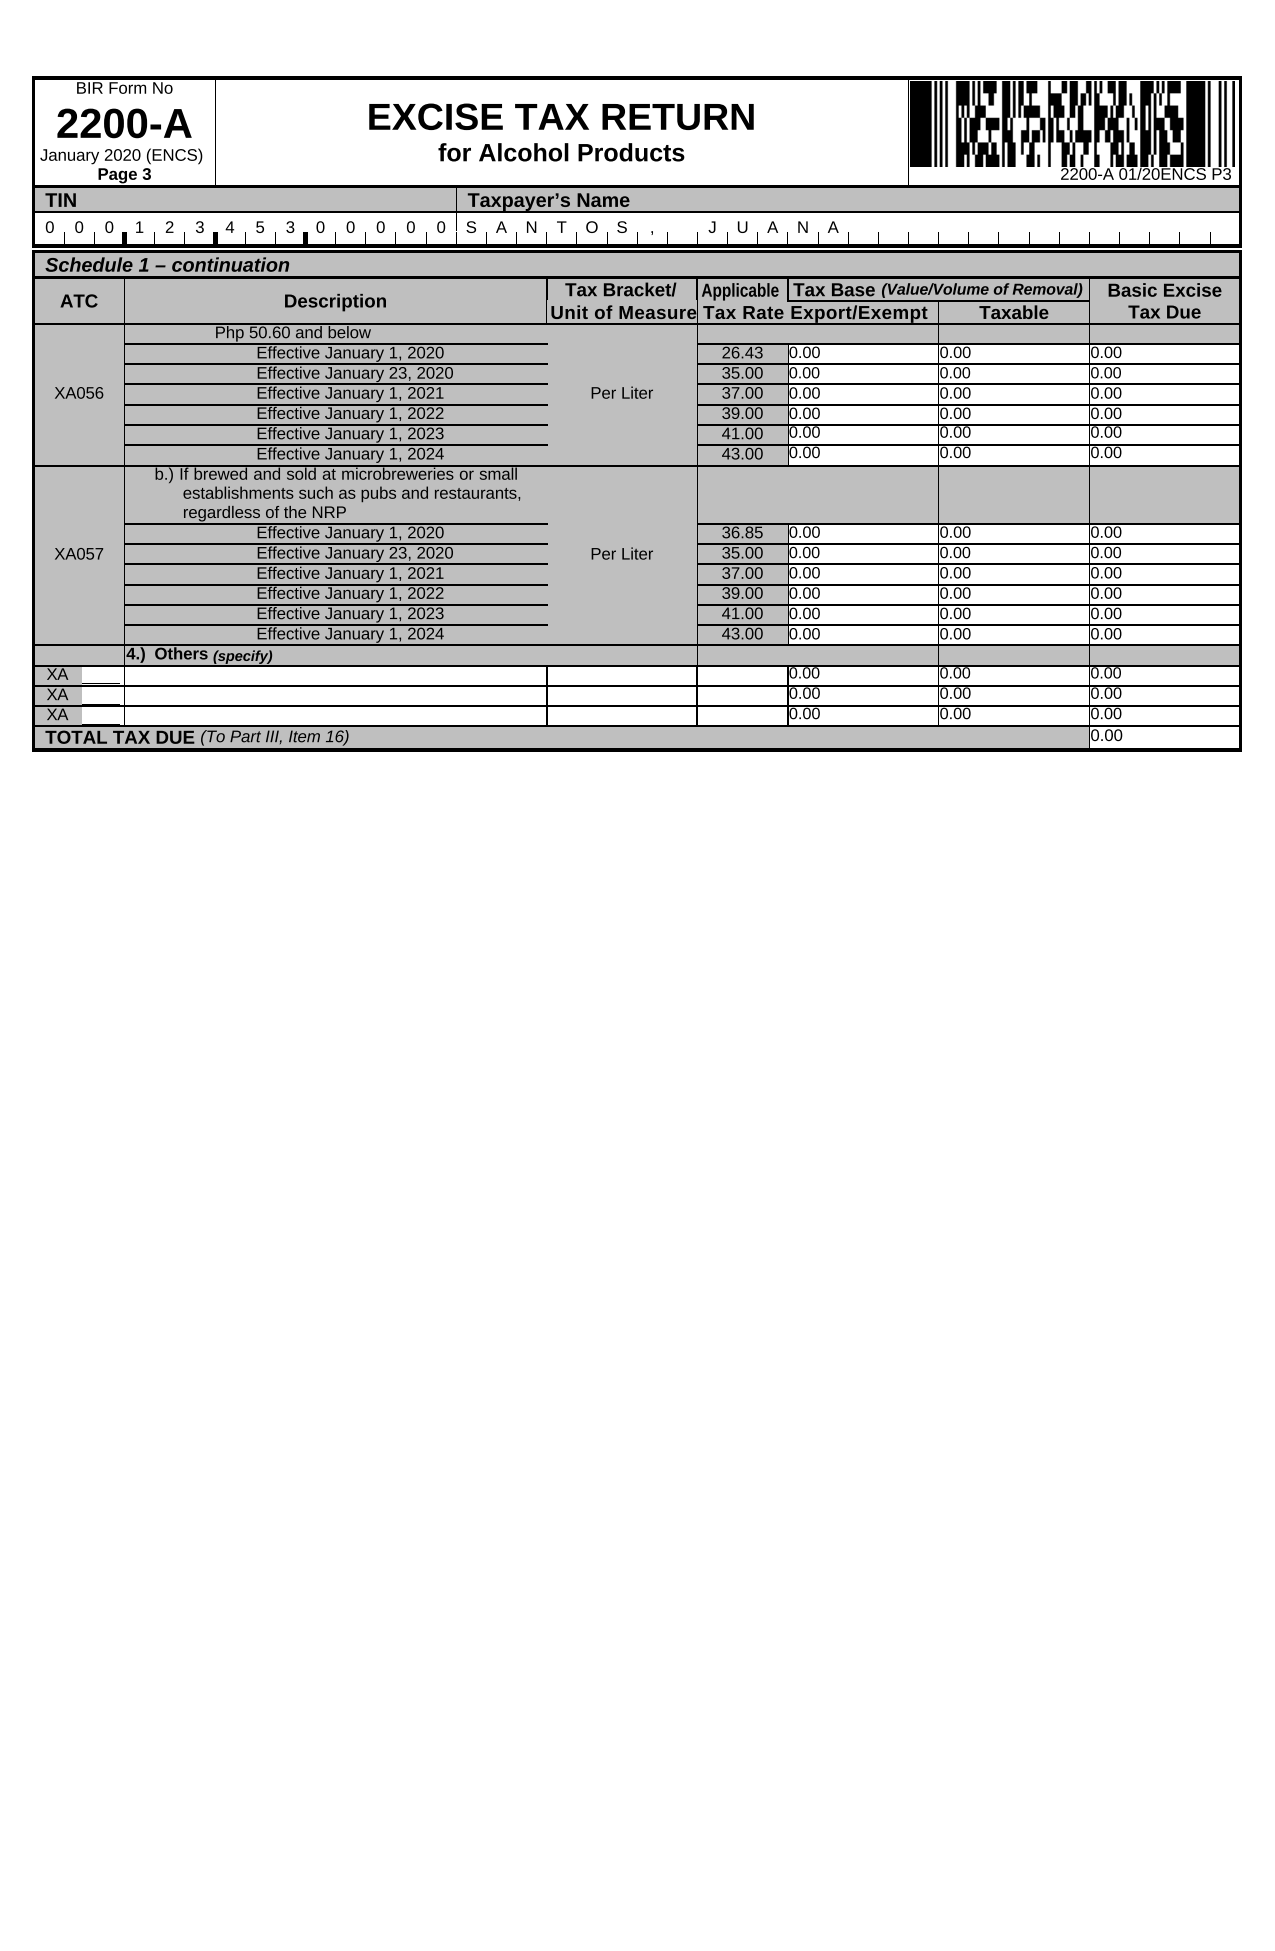 BIR Form No
2200-A
January 2020 (ENCS)
Page 3
EXCISE TAX RETURN
for Alcohol Products
2200-A 01/20ENCS P3
TIN Taxpayer’s Name
0 0 0 1 2 3 4 5 3 0 0 0 0 0 S A N T O S , J U A N A
Schedule 1 – continuation
ATC Description Tax Bracket/ Unit of Measure Applicable Tax Rate Tax Base (Value/Volume of Removal) Export/Exempt Taxable Basic Excise Tax Due
Php 50.60 and below
XA056 Per Liter
Effective January 1, 2020 26.43 0.00 0.00 0.00
Effective January 23, 2020 35.00 0.00 0.00 0.00
Effective January 1, 2021 37.00 0.00 0.00 0.00
Effective January 1, 2022 39.00 0.00 0.00 0.00
Effective January 1, 2023 41.00 0.00 0.00 0.00
Effective January 1, 2024 43.00 0.00 0.00 0.00
b.) If brewed and sold at microbreweries or small
establishments such as pubs and restaurants,
regardless of the NRP
XA057 Per Liter
Effective January 1, 2020 36.85 0.00 0.00 0.00
Effective January 23, 2020 35.00 0.00 0.00 0.00
Effective January 1, 2021 37.00 0.00 0.00 0.00
Effective January 1, 2022 39.00 0.00 0.00 0.00
Effective January 1, 2023 41.00 0.00 0.00 0.00
Effective January 1, 2024 43.00 0.00 0.00 0.00
4.) Others (specify)
XA 0.00 0.00 0.00
XA 0.00 0.00 0.00
XA 0.00 0.00 0.00
TOTAL TAX DUE (To Part III, Item 16) 0.00